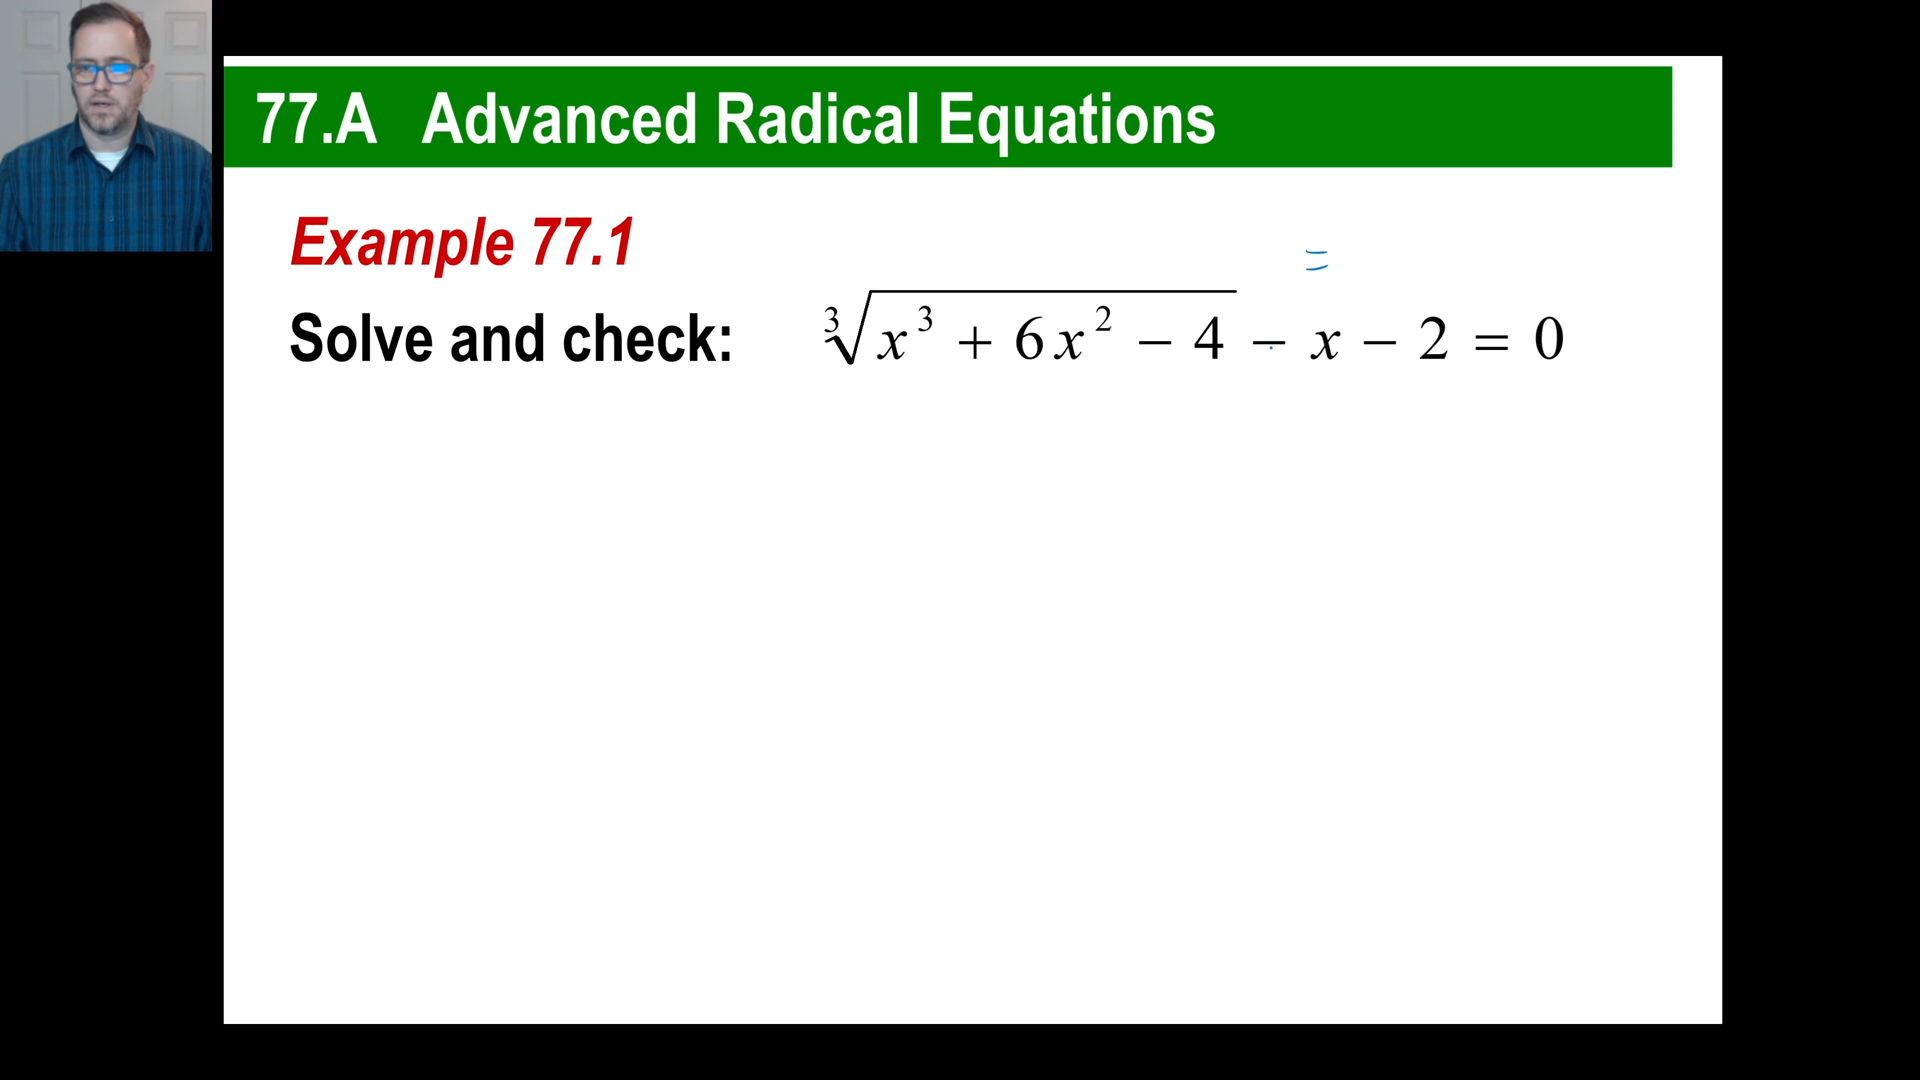 77.A Advanced Radical Equations
Example 77.1
=
Solve and check: ∛(x³ + 6x² − 4) − x − 2 = 0